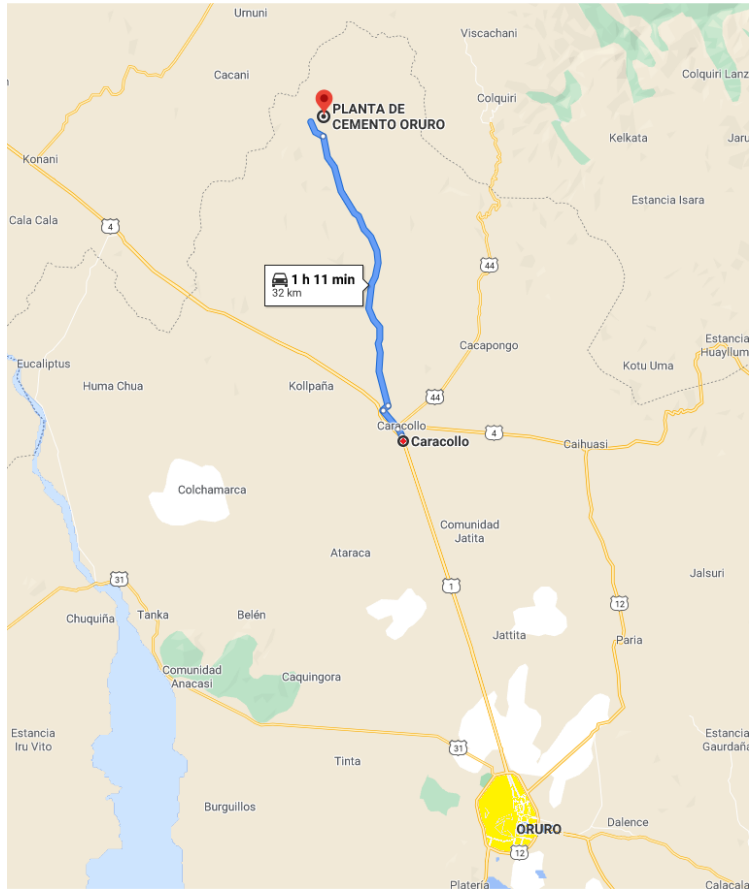 Umuni
Viscachani
Cacani
Colquiri Lanz
Colquiri
PLANTA DE
CEMENTO ORURO
Kelkata
Jaru
Konani
Estancia Isara
Cala Cala
4
44
1 h 11 min
32 km
Estancia
Huayllum
Cacapongo
Eucaliptus
Kotu Uma
Huma Chua
Kollpaña
44
Caracollo
4
Caracollo
Caihuasi
Colchamarca
Comunidad
Jatita
Ataraca
Jalsuri
31
1
12
Chuquiña
Tanka
Belén
Jattita
Paria
Comunidad
Anacasi
Caquingora
Estancia
Iru Vito
Estancia
Gaurdaña
31
Tinta
Burguillos
ORURO
Dalence
12
Platería
Calacala